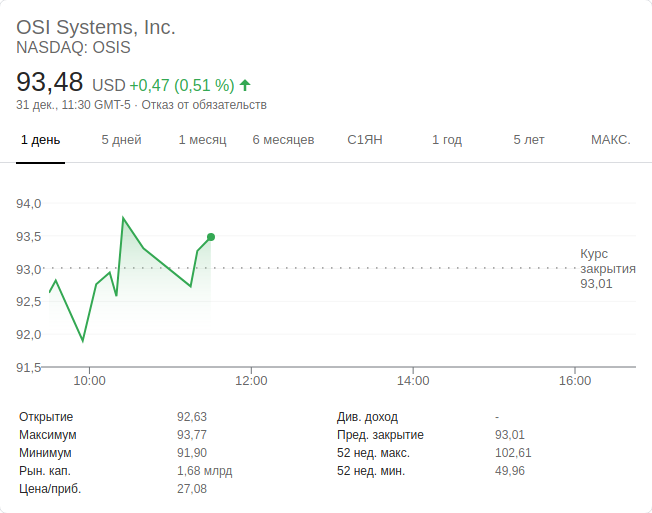 OSI Systems, Inc.
NASDAQ: OSIS
93,48 USD +0,47 (0,51 %)
31 дек., 11:30 GMT-5 · Отказ от обязательств
1 день 5 дней 1 месяц 6 месяцев С1ЯН 1 год 5 лет МАКС.
94,0
93,5
93,0
92,5
92,0
91,5
Курс
закрытия
93,01
10:00 12:00 14:00 16:00
Открытие 92,63 Див. доход -
Максимум 93,77 Пред. закрытие 93,01
Минимум 91,90 52 нед. макс. 102,61
Рын. кап. 1,68 млрд 52 нед. мин. 49,96
Цена/приб. 27,08